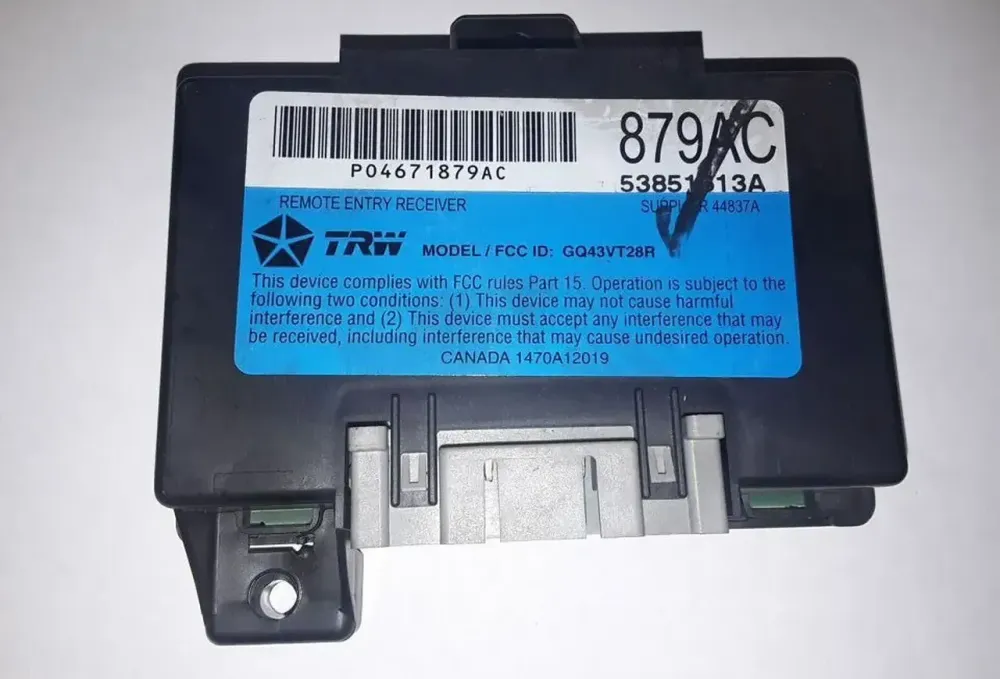 P04671879AC
879AC
REMOTE ENTRY RECEIVER
SUPPLIER 44837A
TRW MODEL / FCC ID: GQ43VT28R
This device complies with FCC rules Part 15. Operation is subject to the
following two conditions: (1) This device may not cause harmful
interference and (2) This device must accept any interference that may
be received, including interference that may cause undesired operation.
CANADA 1470A12019